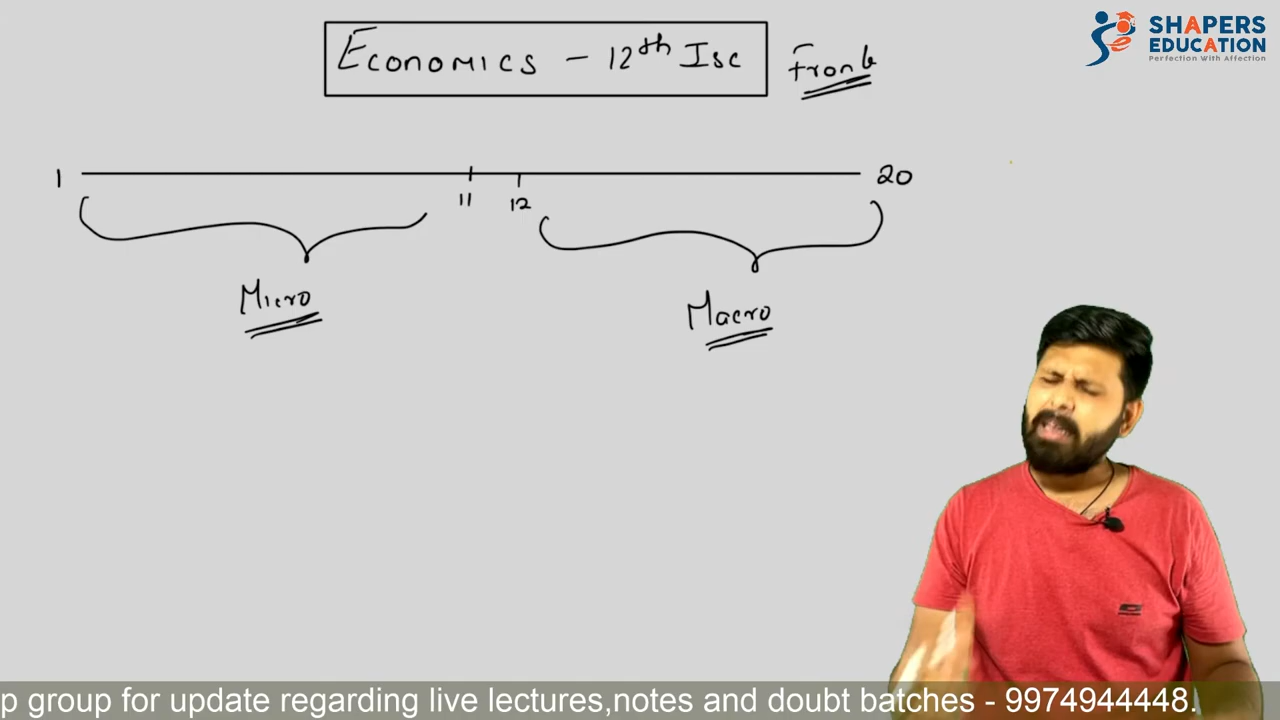 Economics - 12th Isc
Frank
SHAPERS
EDUCATION
Perfection With Affection
1
11
12
20
Micro
Macro
p group for update regarding live lectures,notes and doubt batches - 9974944448.